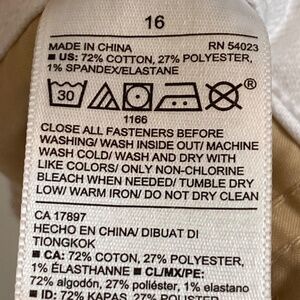 16
MADE IN CHINA RN 54023
■ US: 72% COTTON, 27% POLYESTER,
1% SPANDEX/ELASTANE
30
®
1166
CLOSE ALL FASTENERS BEFORE
WASHING/ WASH INSIDE OUT/ MACHINE
WASH COLD/ WASH AND DRY WITH
LIKE COLORS/ ONLY NON-CHLORINE
BLEACH WHEN NEEDED/ TUMBLE DRY
LOW/ WARM IRON/ DO NOT DRY CLEAN
CA 17897
HECHO EN CHINA/ DIBUAT DI
TIONGKOK
■ CA: 72% COTON, 27% POLYESTER,
1% ÉLASTHANNE ■ CL/MX/PE:
72% algodón, 27% poliéster, 1% elastano
■ ID: 72% KAPAS, 27% POLIESTER